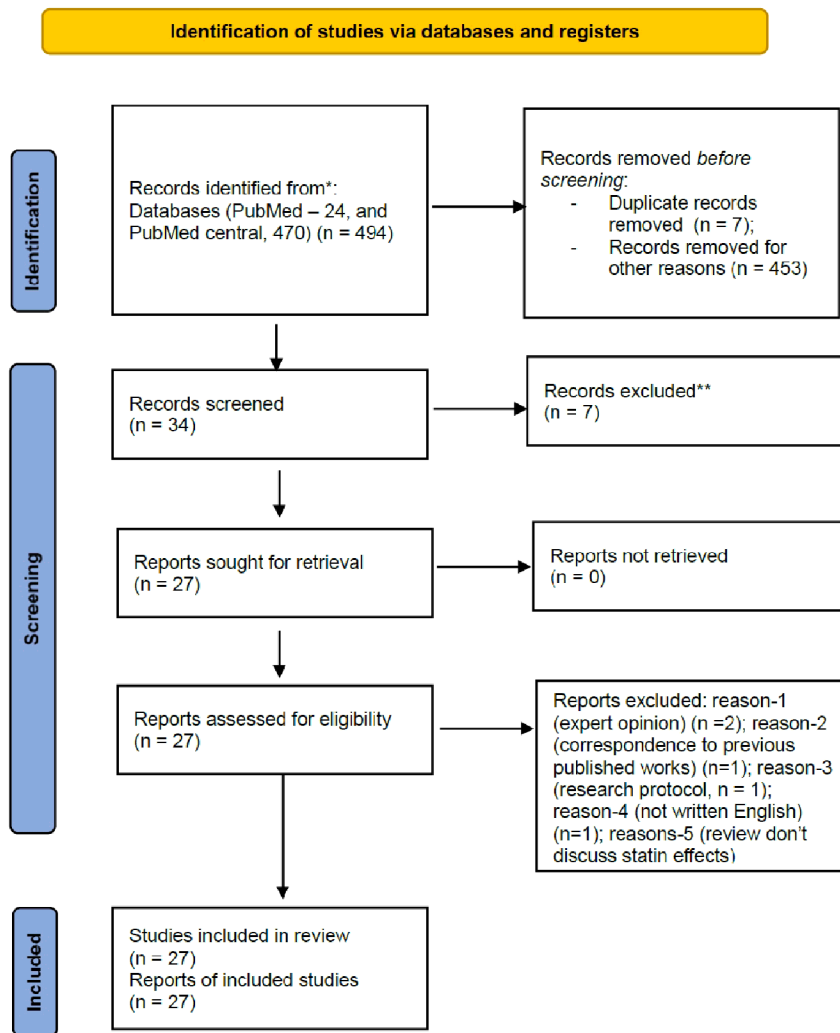 Identification of studies via databases and registers
Identification
Records identified from*:
Databases (PubMed – 24, and
PubMed central, 470) (n = 494)
Records removed before
screening:
- Duplicate records
removed (n = 7);
- Records removed for
other reasons (n = 453)
Screening
Records screened
(n = 34)
Records excluded**
(n = 7)
Reports sought for retrieval
(n = 27)
Reports not retrieved
(n = 0)
Reports assessed for eligibility
(n = 27)
Reports excluded: reason-1
(expert opinion) (n =2); reason-2
(correspondence to previous
published works) (n=1); reason-3
(research protocol, n = 1);
reason-4 (not written English)
(n=1); reasons-5 (review don't
discuss statin effects)
Included
Studies included in review
(n = 27)
Reports of included studies
(n = 27)